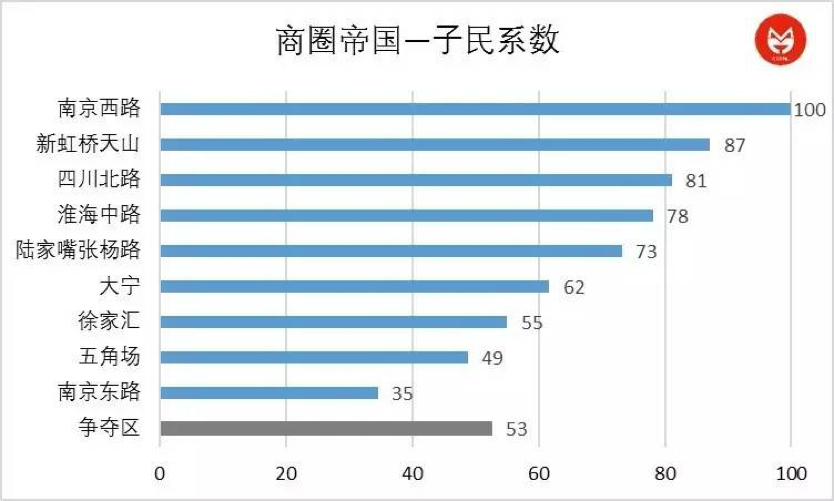 商圈帝国—子民系数
南京西路 100
新虹桥天山 87
四川北路 81
淮海中路 78
陆家嘴张杨路 73
大宁 62
徐家汇 55
五角场 49
南京东路 35
争夺区 53
0 20 40 60 80 100